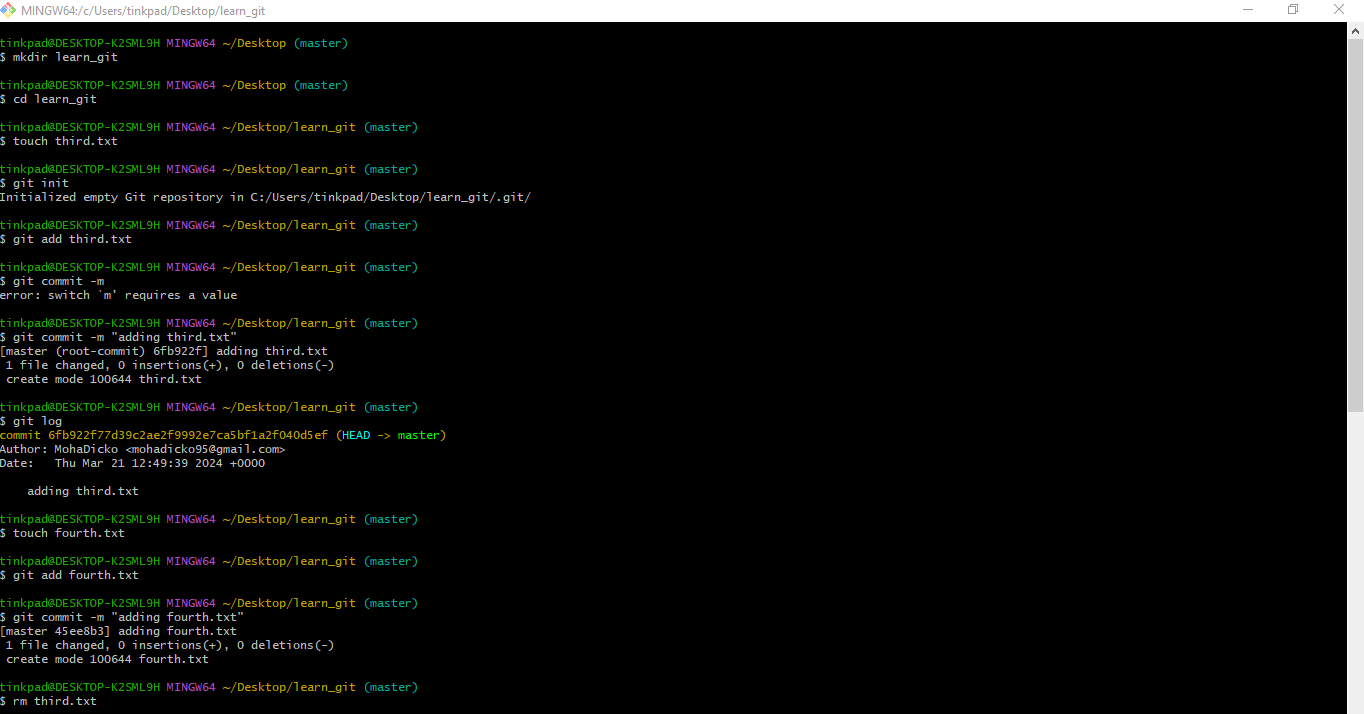 MINGW64:/c/Users/tinkpad/Desktop/learn_git
tinkpad@DESKTOP-K2SML9H MINGW64 ~/Desktop (master)
$ mkdir learn_git
tinkpad@DESKTOP-K2SML9H MINGW64 ~/Desktop (master)
$ cd learn_git
tinkpad@DESKTOP-K2SML9H MINGW64 ~/Desktop/learn_git (master)
$ touch third.txt
tinkpad@DESKTOP-K2SML9H MINGW64 ~/Desktop/learn_git (master)
$ git init
Initialized empty Git repository in C:/Users/tinkpad/Desktop/learn_git/.git/
tinkpad@DESKTOP-K2SML9H MINGW64 ~/Desktop/learn_git (master)
$ git add third.txt
tinkpad@DESKTOP-K2SML9H MINGW64 ~/Desktop/learn_git (master)
$ git commit -m
error: switch `m' requires a value
tinkpad@DESKTOP-K2SML9H MINGW64 ~/Desktop/learn_git (master)
$ git commit -m "adding third.txt"
[master (root-commit) 6fb922f] adding third.txt
1 file changed, 0 insertions(+), 0 deletions(-)
create mode 100644 third.txt
tinkpad@DESKTOP-K2SML9H MINGW64 ~/Desktop/learn_git (master)
$ git log
commit 6fb922f77d39c2ae2f9992e7ca5bf1a2f040d5ef (HEAD -> master)
Author: MohaDicko <mohadicko95@gmail.com>
Date:   Thu Mar 21 12:49:39 2024 +0000
adding third.txt
tinkpad@DESKTOP-K2SML9H MINGW64 ~/Desktop/learn_git (master)
$ touch fourth.txt
tinkpad@DESKTOP-K2SML9H MINGW64 ~/Desktop/learn_git (master)
$ git add fourth.txt
tinkpad@DESKTOP-K2SML9H MINGW64 ~/Desktop/learn_git (master)
$ git commit -m "adding fourth.txt"
[master 45ee8b3] adding fourth.txt
1 file changed, 0 insertions(+), 0 deletions(-)
create mode 100644 fourth.txt
tinkpad@DESKTOP-K2SML9H MINGW64 ~/Desktop/learn_git (master)
$ rm third.txt